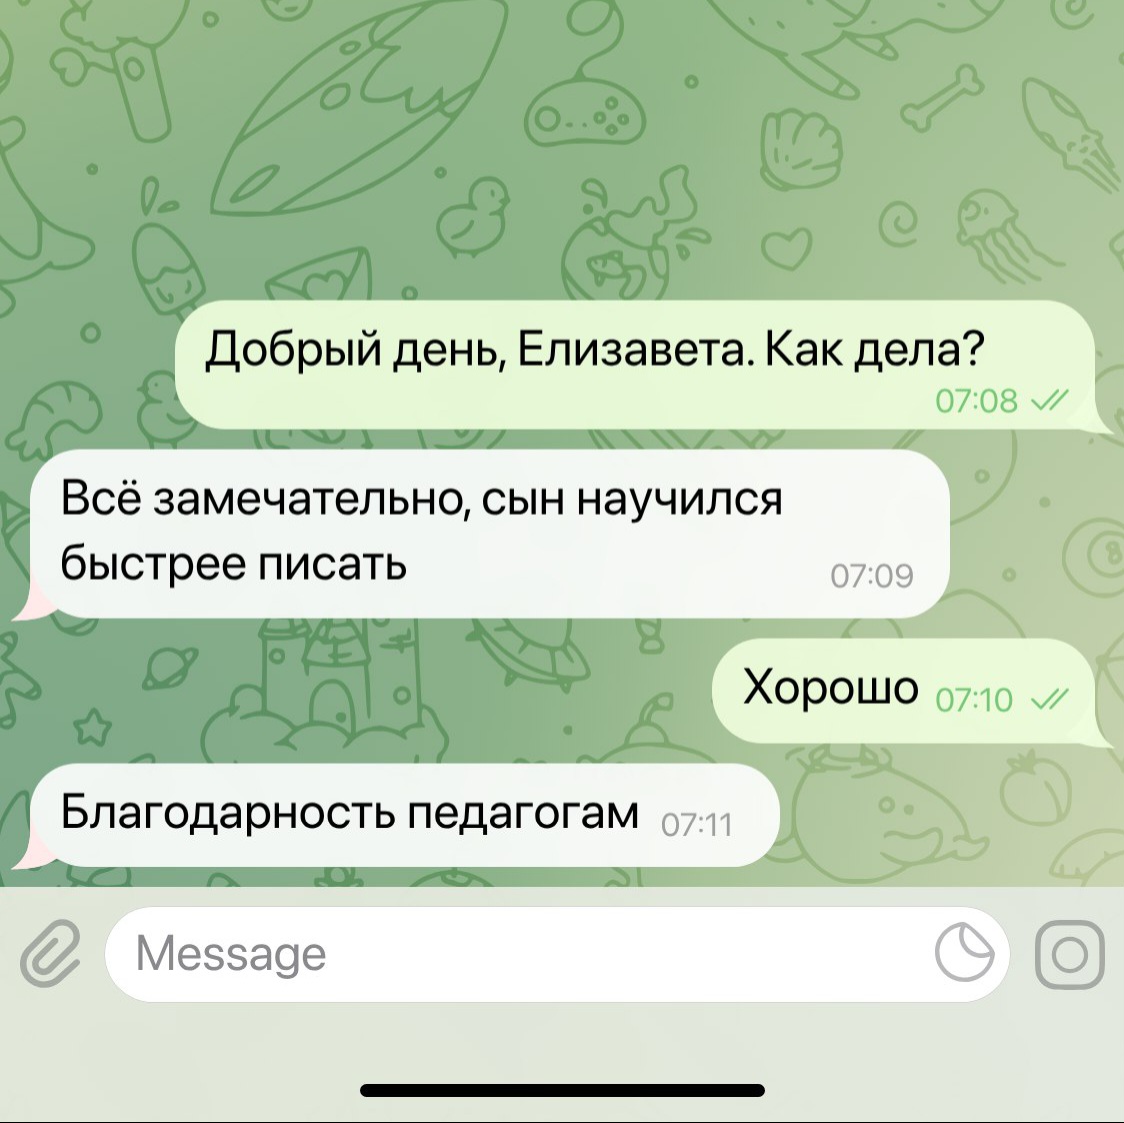 Добрый день, Елизавета. Как дела?
07:08
Всё замечательно, сын научился
быстрее писать
07:09
Хорошо 07:10
Благодарность педагогам 07:11
Message